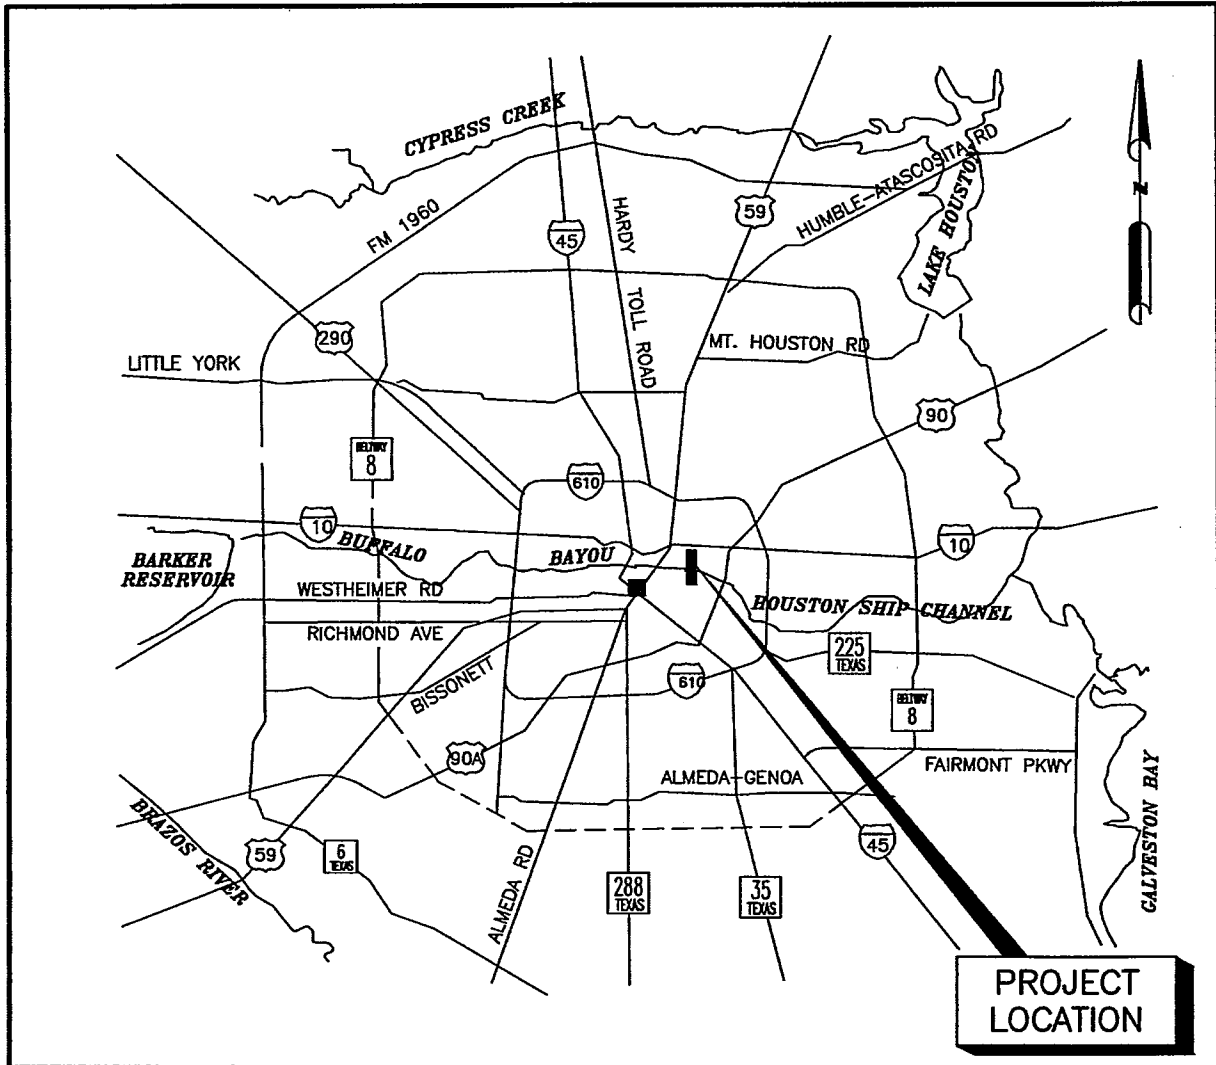 CYPRESS CREEK
FM 1960
45
HARDY
TOLL ROAD
59
HUMBLE-ATASCOSITA RD
LAKE HOUSTON
N
290
LITTLE YORK
MT. HOUSTON RD
90
BELTWAY
8
610
10
BUFFALO
BAYOU
10
BARKER
RESERVOIR
WESTHEIMER RD
HOUSTON SHIP CHANNEL
RICHMOND AVE
225
TEXAS
BISSONETT
610
BELTWAY
8
90A
ALMEDA-GENOA
FAIRMONT PKWY
GALVESTON BAY
BRAZOS RIVER
59
6
TEXAS
ALMEDA RD
288
TEXAS
35
TEXAS
45
PROJECT
LOCATION